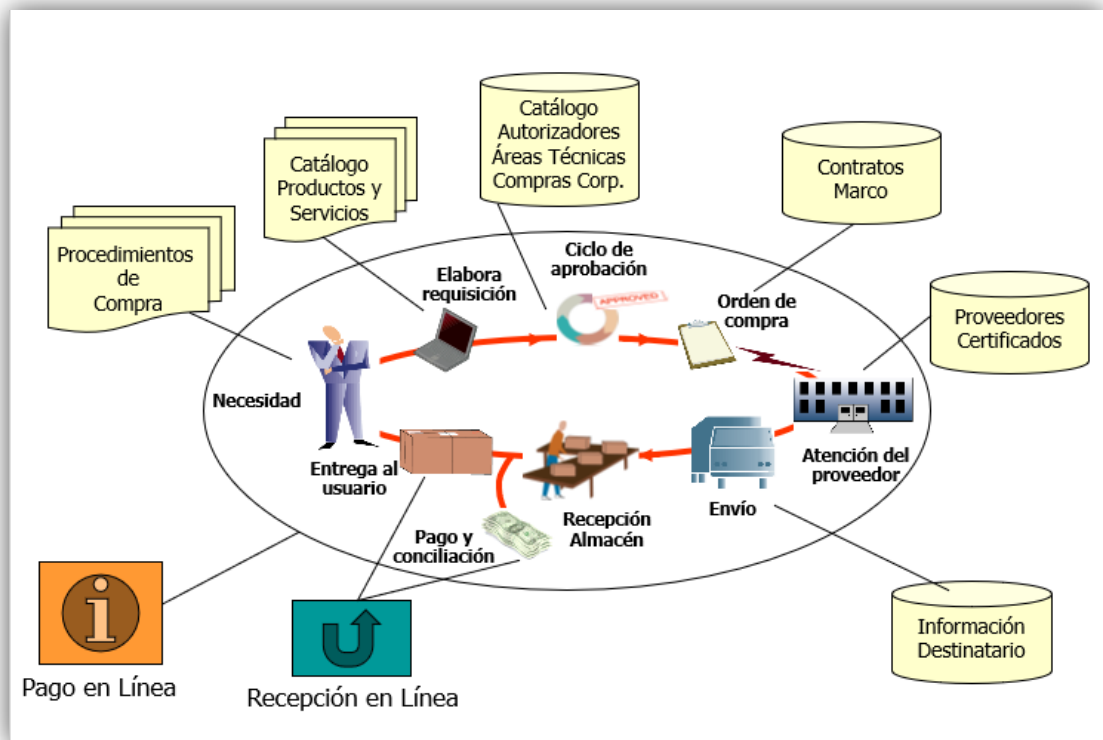 Catálogo
Autorizadores
Áreas Técnicas
Compras Corp.
Contratos
Marco
Catálogo
Productos y
Servicios
Procedimientos
de
Compra
Ciclo de
aprobación
APPROVED
Elabora
requisición
Orden de
compra
Proveedores
Certificados
Necesidad
Atención del
proveedor
Entrega al
usuario
Envío
Recepción
Almacén
Pago y
conciliación
Información
Destinatario
Pago en Línea
Recepción en Línea